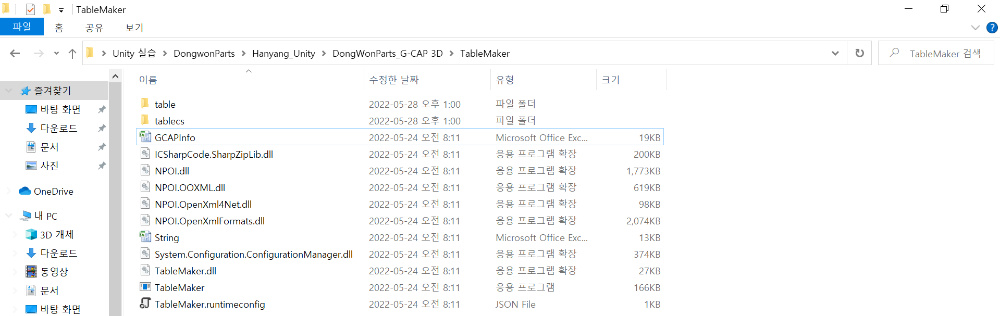 TableMaker
파일 홈 공유 보기
Unity 실습 DongwonParts Hanyang_Unity DongWonParts_G-CAP 3D TableMaker TableMaker 검색
이름 수정한 날짜 유형 크기
즐겨찾기
바탕 화면
다운로드
문서
사진
OneDrive
내 PC
3D 개체
다운로드
동영상
문서
바탕 화면
table 2022-05-28 오후 1:00 파일 폴더
tablecs 2022-05-28 오후 1:00 파일 폴더
GCAPInfo 2022-05-24 오전 8:11 Microsoft Office Exc... 19KB
ICSharpCode.SharpZipLib.dll 2022-05-24 오전 8:11 응용 프로그램 확장 200KB
NPOI.dll 2022-05-24 오전 8:11 응용 프로그램 확장 1,773KB
NPOI.OOXML.dll 2022-05-24 오전 8:11 응용 프로그램 확장 619KB
NPOI.OpenXml4Net.dll 2022-05-24 오전 8:11 응용 프로그램 확장 98KB
NPOI.OpenXmlFormats.dll 2022-05-24 오전 8:11 응용 프로그램 확장 2,074KB
String 2022-05-24 오전 8:11 Microsoft Office Exc... 13KB
System.Configuration.ConfigurationManager.dll 2022-05-24 오전 8:11 응용 프로그램 확장 374KB
TableMaker.dll 2022-05-24 오전 8:11 응용 프로그램 확장 27KB
TableMaker 2022-05-24 오전 8:11 응용 프로그램 166KB
TableMaker.runtimeconfig 2022-05-24 오전 8:11 JSON File 1KB